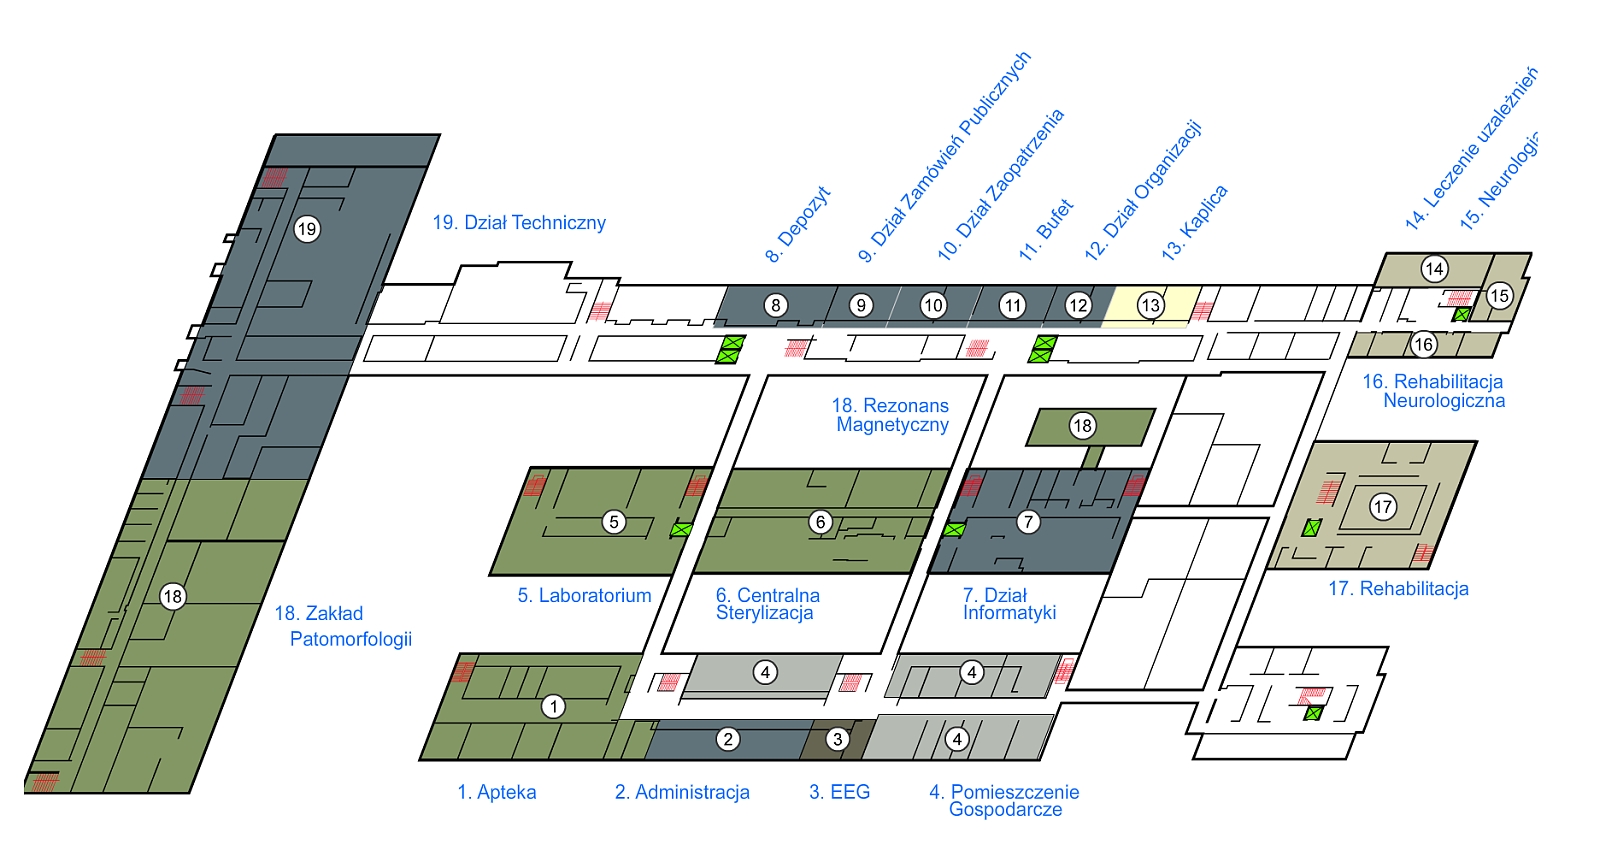 8. Depozyt
9. Dział Zamówień Publicznych
10. Dział Zaopatrzenia
11. Bufet
12. Dział Organizacji
13. Kaplica
14. Leczenie uzależnień
15. Neurologia
19. Dział Techniczny
19
8
9
10
11
12
13
14
15
16
16. Rehabilitacja
Neurologiczna
18. Rezonans
Magnetyczny
18
5
6
7
17
5. Laboratorium
6. Centralna
Sterylizacja
7. Dział
Informatyki
17. Rehabilitacja
18
18. Zakład
Patomorfologii
4
4
1
2
3
4
1. Apteka
2. Administracja
3. EEG
4. Pomieszczenie
Gospodarcze